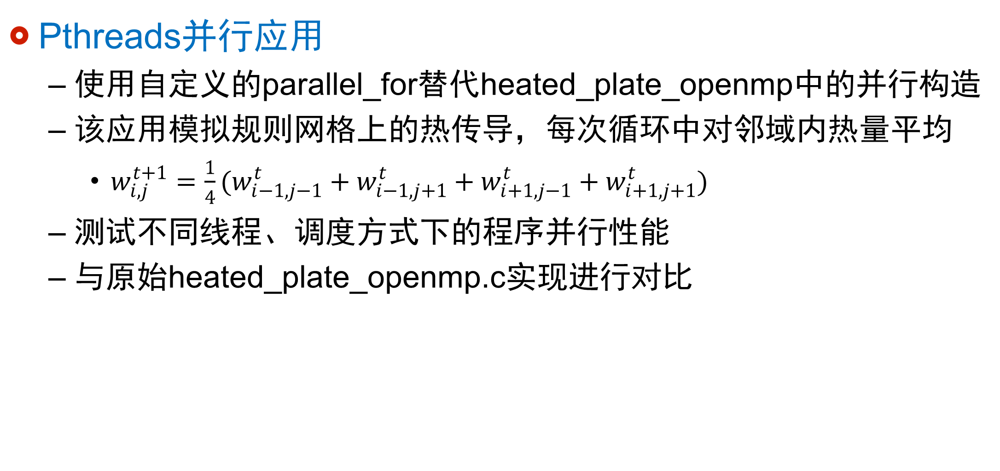 Pthreads并行应用
– 使用自定义的parallel_for替代heated_plate_openmp中的并行构造
– 该应用模拟规则网格上的热传导，每次循环中对邻域内热量平均
• $w_{i,j}^{t+1} = \frac{1}{4}(w_{i-1,j-1}^{t} + w_{i-1,j+1}^{t} + w_{i+1,j-1}^{t} + w_{i+1,j+1}^{t})$
– 测试不同线程、调度方式下的程序并行性能
– 与原始heated_plate_openmp.c实现进行对比